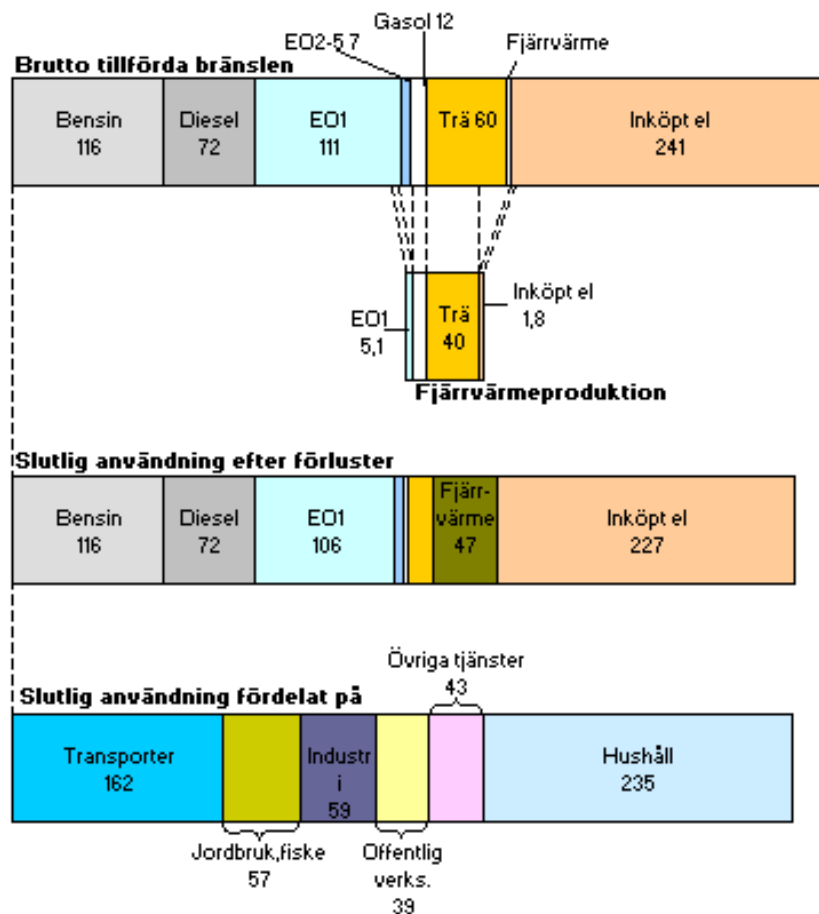 Gasol 12
EO2-5 7
Fjärrvärme
Brutto tillförda bränslen
Bensin
116
Diesel
72
EO1
111
Trä 60
Inköpt el
241
EO1
5,1
Trä
40
Inköpt el
1,8
Fjärrvärmeproduktion
Slutlig användning efter förluster
Bensin
116
Diesel
72
EO1
106
Fjärr-
värme
47
Inköpt el
227
Övriga tjänster
43
Slutlig användning fördelat på
Transporter
162
Industr
i
59
Hushåll
235
Jordbruk,fiske
57
Offentlig
verks.
39